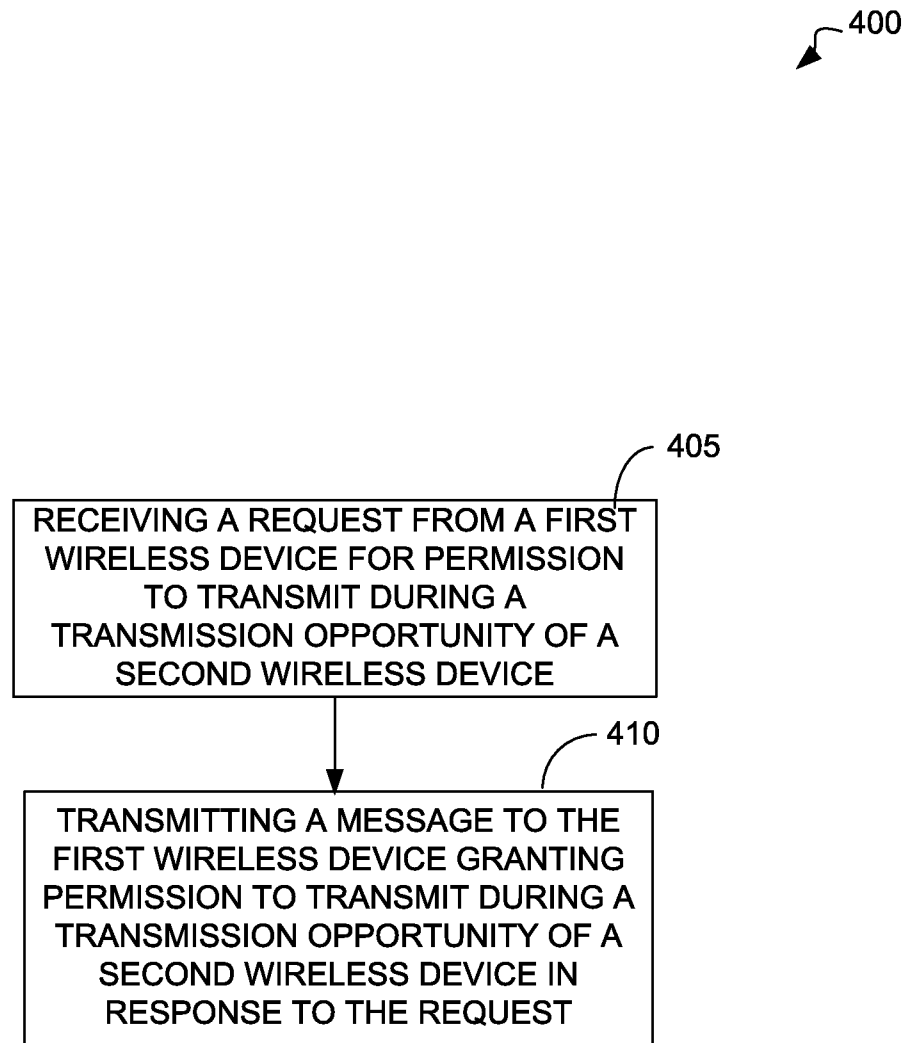 400
405
RECEIVING A REQUEST FROM A FIRST
WIRELESS DEVICE FOR PERMISSION
TO TRANSMIT DURING A
TRANSMISSION OPPORTUNITY OF A
SECOND WIRELESS DEVICE
410
TRANSMITTING A MESSAGE TO THE
FIRST WIRELESS DEVICE GRANTING
PERMISSION TO TRANSMIT DURING A
TRANSMISSION OPPORTUNITY OF A
SECOND WIRELESS DEVICE IN
RESPONSE TO THE REQUEST